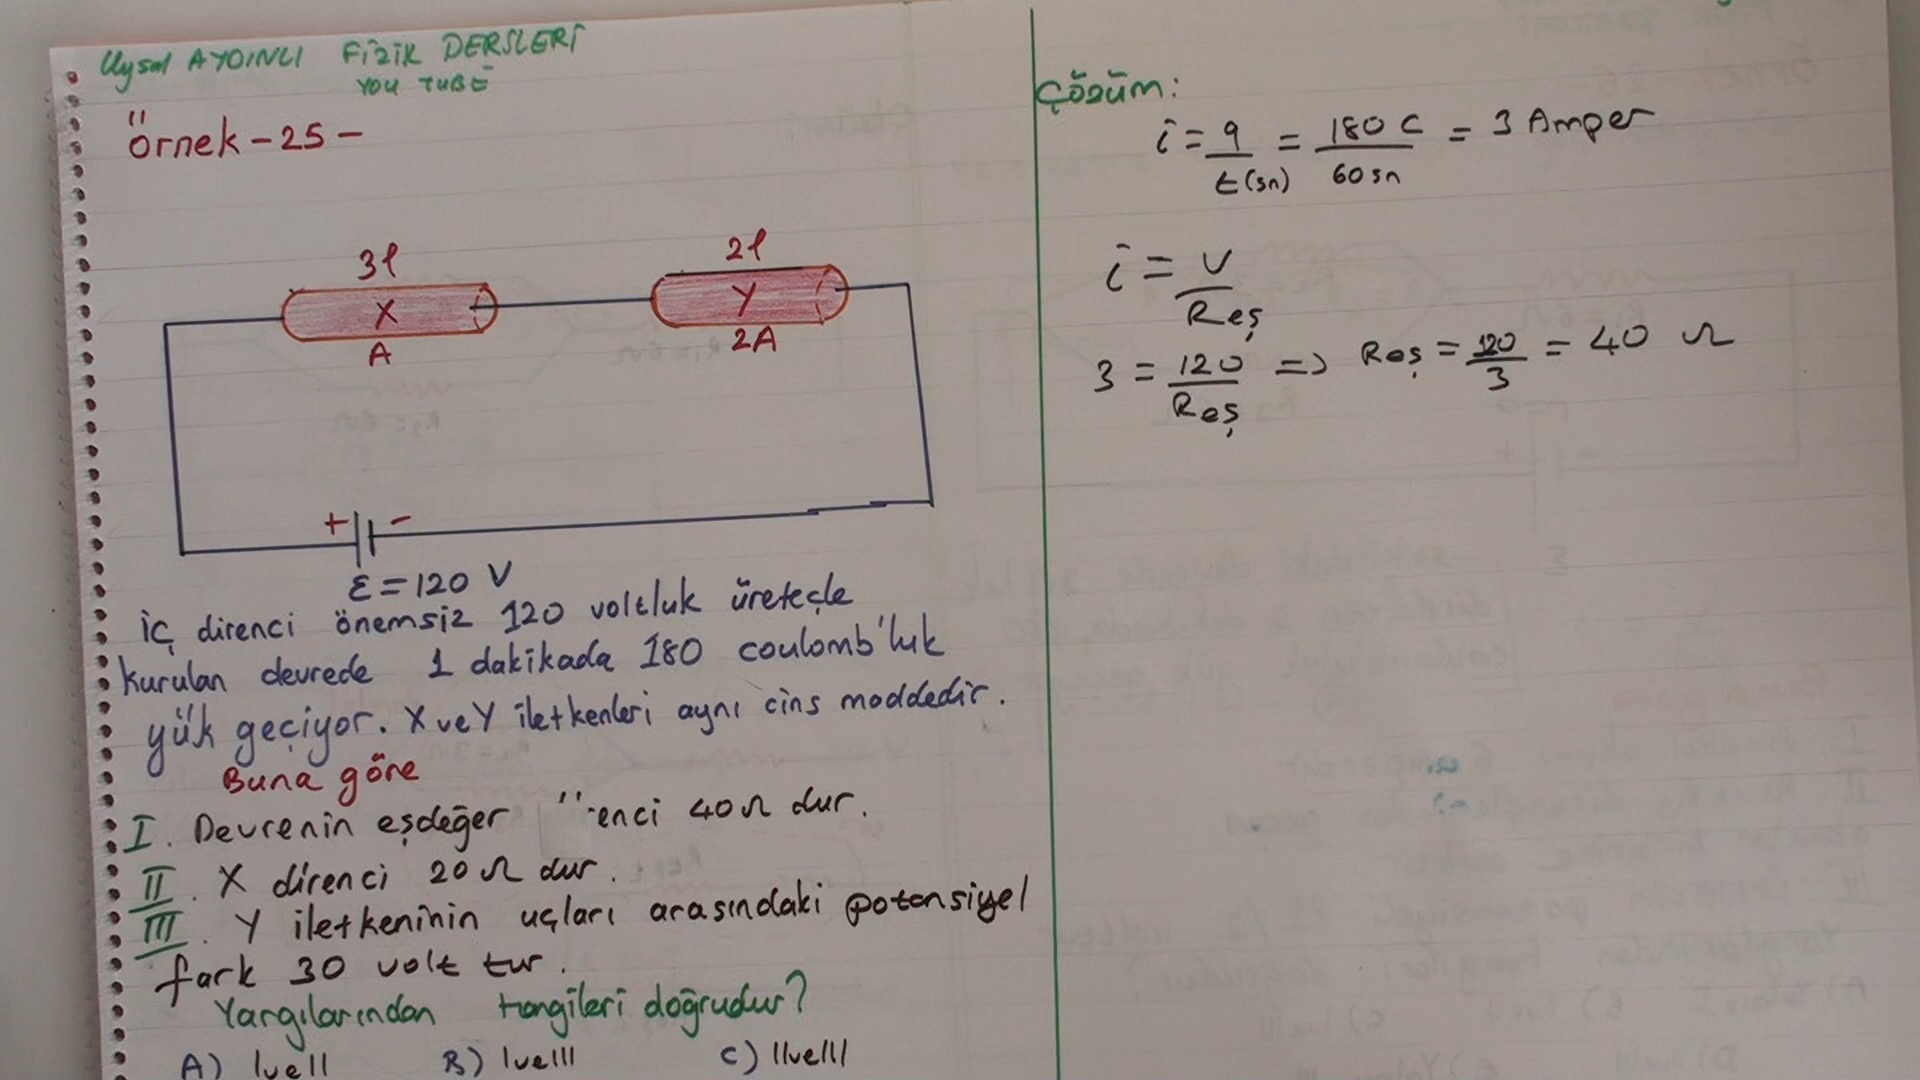 Uysal AYDINLI FİZİK DERSLERİ
YOU TUBE
Örnek-25-
3l
X
A
2l
Y
2A
+ -
ε=120 V
İç direnci önemsiz 120 voltluk üreteçle
kurulan devrede 1 dakikada 180 coulomb'luk
yük geçiyor. X ve Y iletkenleri aynı cins maddedir.
Buna göre
I. Devrenin eşdeğer enci 40Ω dur.
II. X direnci 20Ω dur.
III. Y iletkeninin uçları arasındaki potansiyel
fark 30 volt tur.
Yargılarından hangileri doğrudur?
A) I ve II B) I ve III C) II ve III
Çözüm:
i = q / t(sn) = 180 C / 60 sn = 3 Amper
i = V / Reş
3 = 120 / Reş => Reş = 120 / 3 = 40 Ω